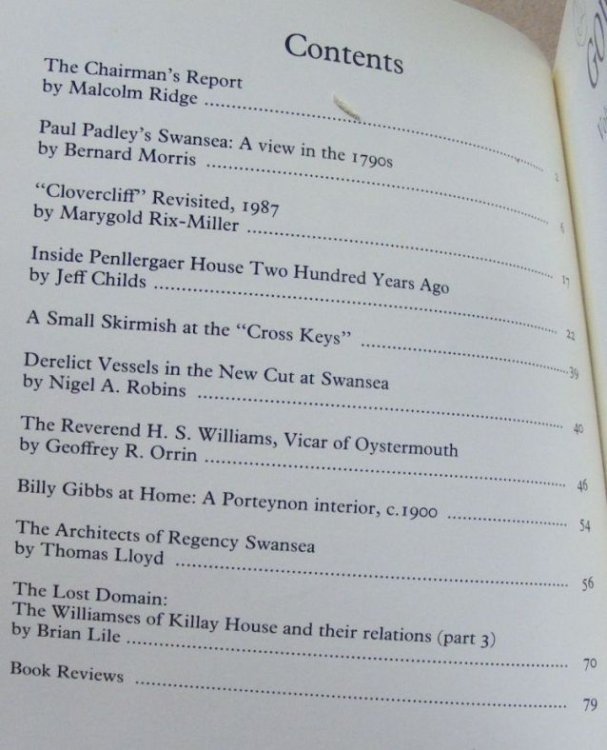 Contents
The Chairman's Report
by Malcolm Ridge ........ 2
Paul Padley's Swansea: A view in the 1790s
by Bernard Morris ........ 6
"Clovercliff" Revisited, 1987
by Marygold Rix-Miller ........ 17
Inside Penllergaer House Two Hundred Years Ago
by Jeff Childs ........ 22
A Small Skirmish at the "Cross Keys" ........ 39
Derelict Vessels in the New Cut at Swansea
by Nigel A. Robins ........ 40
The Reverend H. S. Williams, Vicar of Oystermouth
by Geoffrey R. Orrin ........ 46
Billy Gibbs at Home: A Porteynon interior, c.1900 ........ 54
The Architects of Regency Swansea
by Thomas Lloyd ........ 56
The Lost Domain:
The Williamses of Killay House and their relations (part 3)
by Brian Lile ........ 70
Book Reviews ........ 79